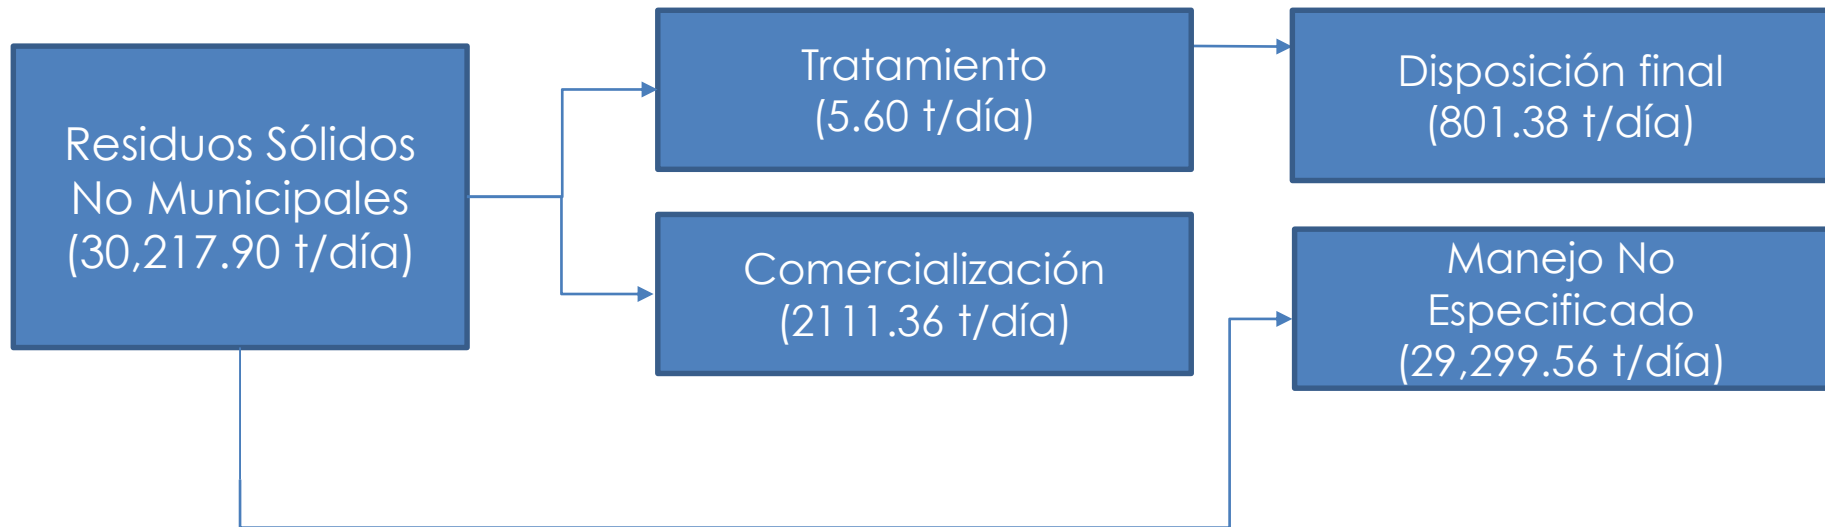 Residuos Sólidos
No Municipales
(30,217.90 t/día)
Tratamiento
(5.60 t/día)
Comercialización
(2111.36 t/día)
Disposición final
(801.38 t/día)
Manejo No
Especificado
(29,299.56 t/día)